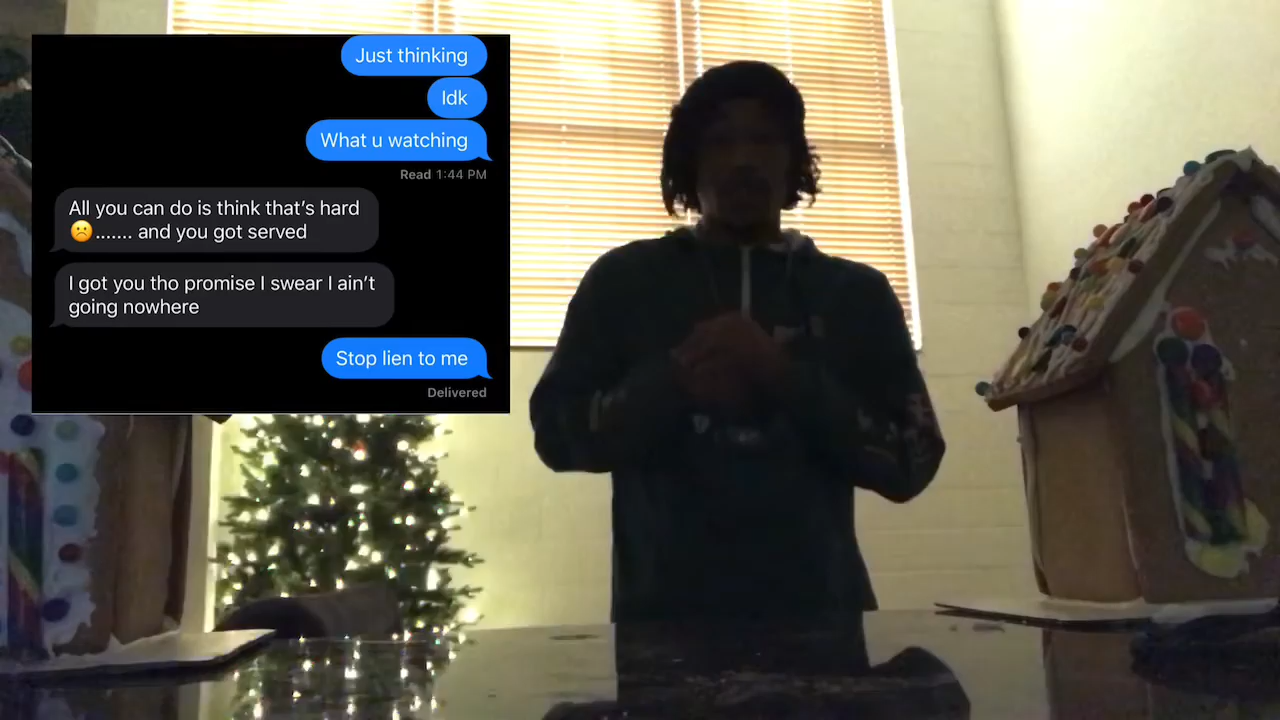 Just thinking
Idk
What u watching
Read 1:44 PM
All you can do is think that's hard
☹️....... and you got served
I got you tho promise I swear I ain't
going nowhere
Stop lien to me
Delivered